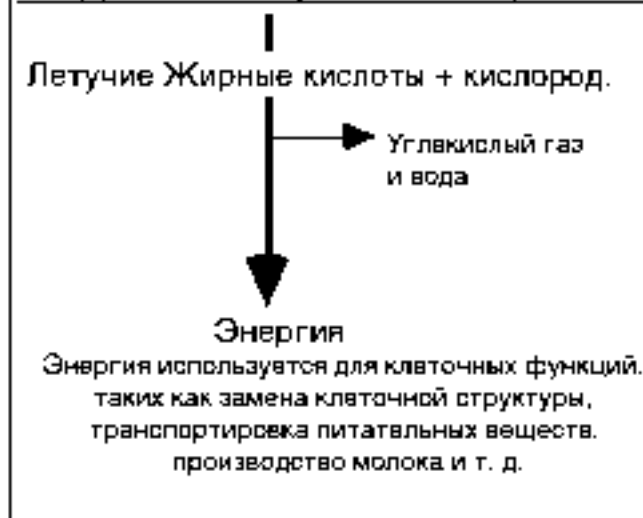 Летучие Жирные кислоты + кислород.
Углекислый газ
и вода
Энергия
Энергия используется для клеточных функций.
таких как замена клеточной структуры,
транспортировка питательных веществ.
производство молока и т. д.